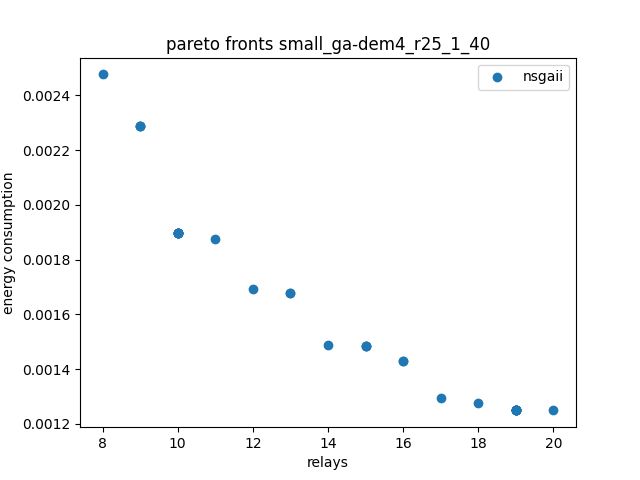 pareto fronts small_ga-dem4_r25_1_40
nsgaii
0.0024
0.0022
0.0020
0.0018
0.0016
0.0014
0.0012
energy consumption
8 10 12 14 16 18 20
relays